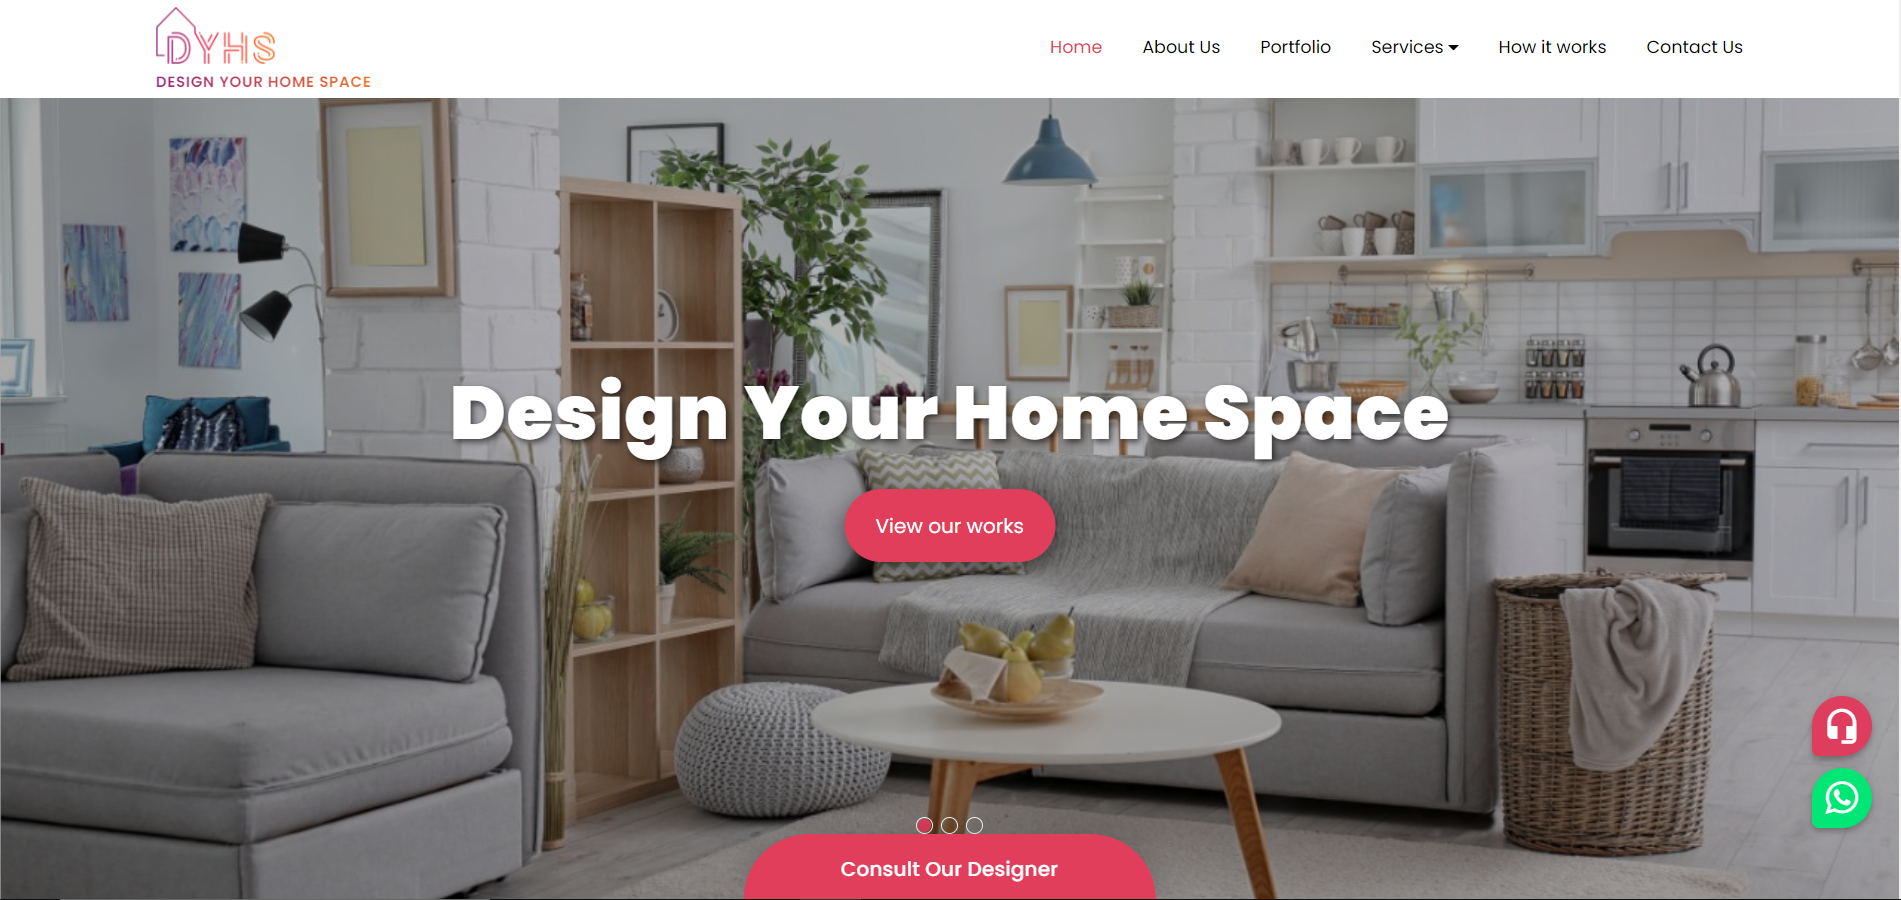 DYHS
DESIGN YOUR HOME SPACE
Home About Us Portfolio Services How it works Contact Us
Design Your Home Space
View our works
Consult Our Designer